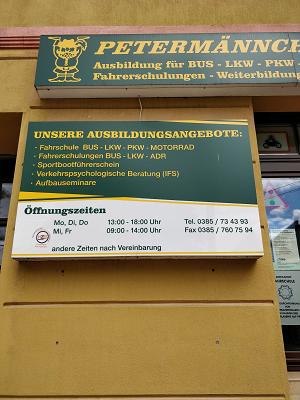 PETERMÄNNCH
Ausbildung für BUS - LKW - PKW -
Fahrerschulungen - Weiterbildung
UNSERE AUSBILDUNGSANGEBOTE:
· Fahrschule BUS - LKW - PKW - MOTORRAD
· Fahrerschulungen BUS - LKW - ADR
· Sportbootführerschein
· Verkehrspsychologische Beratung (IFS)
· Aufbauseminare
Öffnungszeiten
Mo, Di, Do 13:00 - 18:00 Uhr Tel. 0385 / 73 43 93
Mi, Fr 09:00 - 14:00 Uhr Fax 0385 / 760 75 94
andere Zeiten nach Vereinbarung